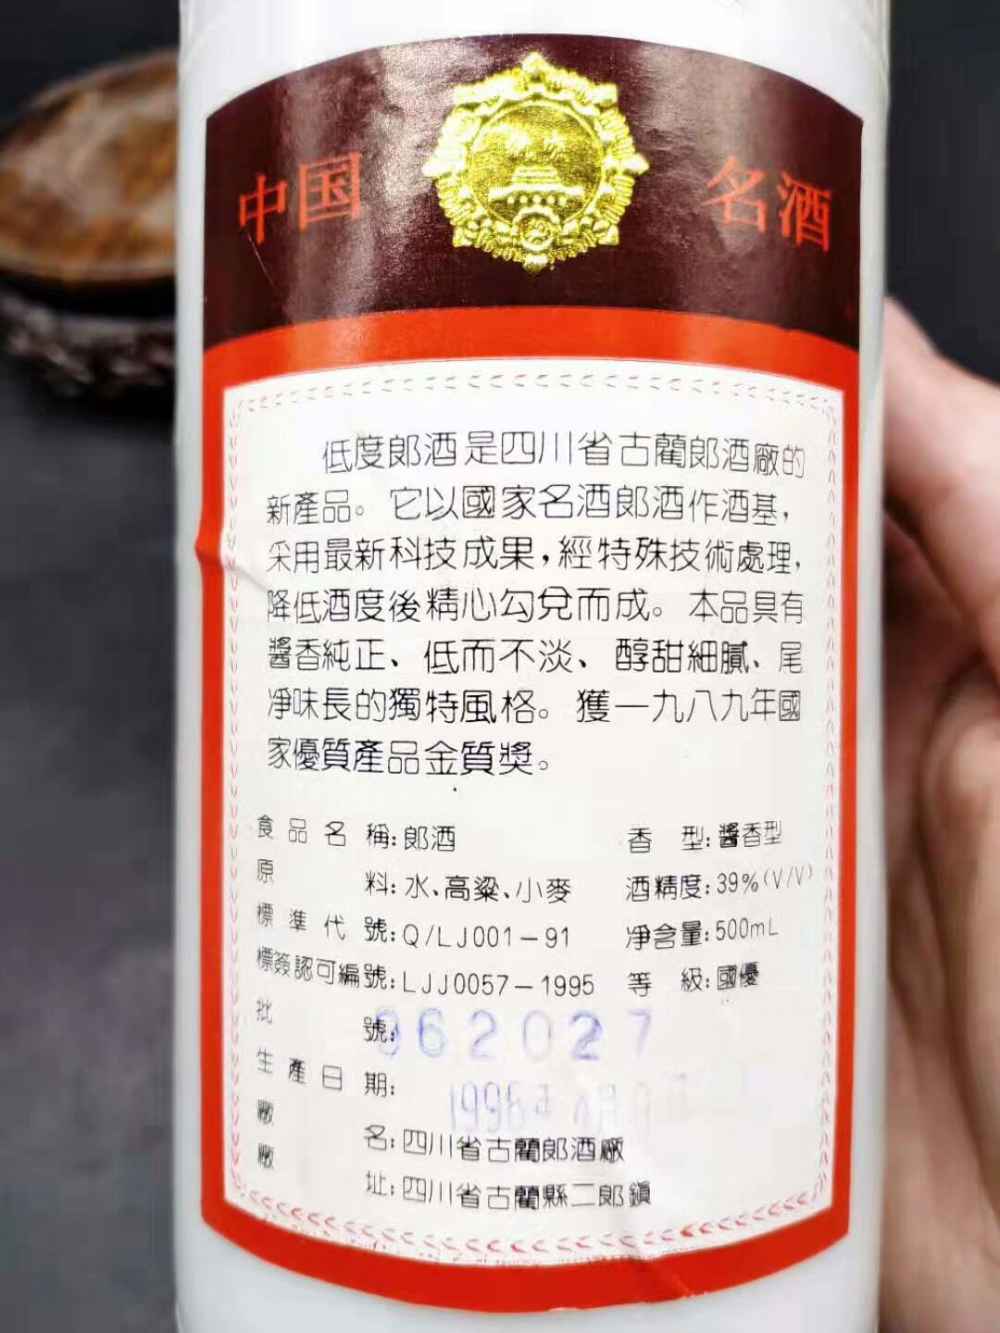 中国 名酒
低度郎酒是四川省古藺郎酒廠的
新產品。它以國家名酒郎酒作酒基，
采用最新科技成果，經特殊技術處理，
降低酒度後精心勾兌而成。本品具有
醬香純正、低而不淡、醇甜細膩、尾
凈味長的獨特風格。獲一九八九年國
家優質產品金質獎。
食品名稱：郎酒 香型：醬香型
原料：水、高粱、小麥 酒精度：39%(V/V)
標準代號：Q/LJ001－91 凈含量：500mL
標簽認可編號：LJJ0057－1995 等級：國優
批號：962027
生產日期：1996年
廠名：四川省古藺郎酒廠
廠址：四川省古藺縣二郎鎮